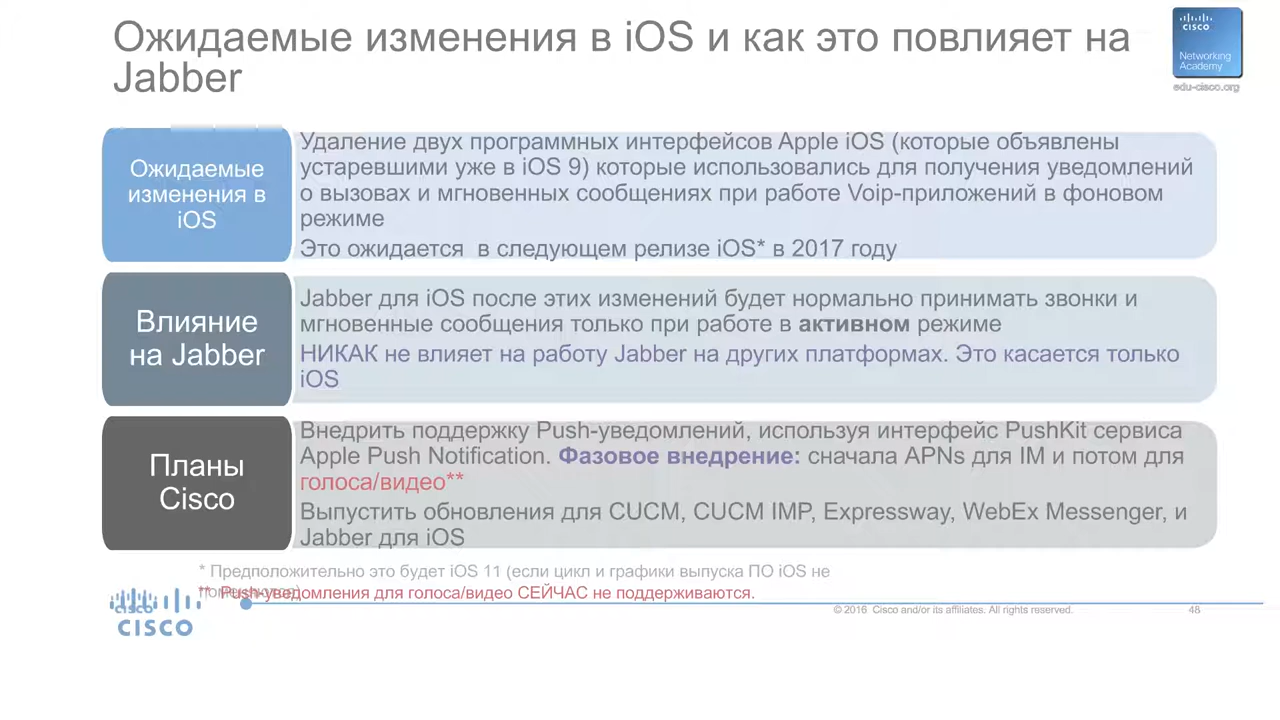 Ожидаемые изменения в iOS и как это повлияет на
Jabber
CISCO
Networking
Academy
edu-cisco.org
Ожидаемые
изменения в
iOS
Удаление двух программных интерфейсов Apple iOS (которые объявлены
устаревшими уже в iOS 9) которые использовались для получения уведомлений
о вызовах и мгновенных сообщениях при работе Voip-приложений в фоновом
режиме
Это ожидается в следующем релизе iOS* в 2017 году
Влияние
на Jabber
Jabber для iOS после этих изменений будет нормально принимать звонки и
мгновенные сообщения только при работе в активном режиме
НИКАК не влияет на работу Jabber на других платформах. Это касается только
iOS
Планы
Cisco
Внедрить поддержку Push-уведомлений, используя интерфейс PushKit сервиса
Apple Push Notification. Фазовое внедрение: сначала APNs для IM и потом для
голоса/видео**
Выпустить обновления для CUCM, CUCM IMP, Expressway, WebEx Messenger, и
Jabber для iOS
* Предположительно это будет iOS 11 (если цикл и графики выпуска ПО iOS не
** Push-уведомления для голоса/видео СЕЙЧАС не поддерживаются.
CISCO
CISCO
© 2016 Cisco and/or its affiliates. All rights reserved.
48